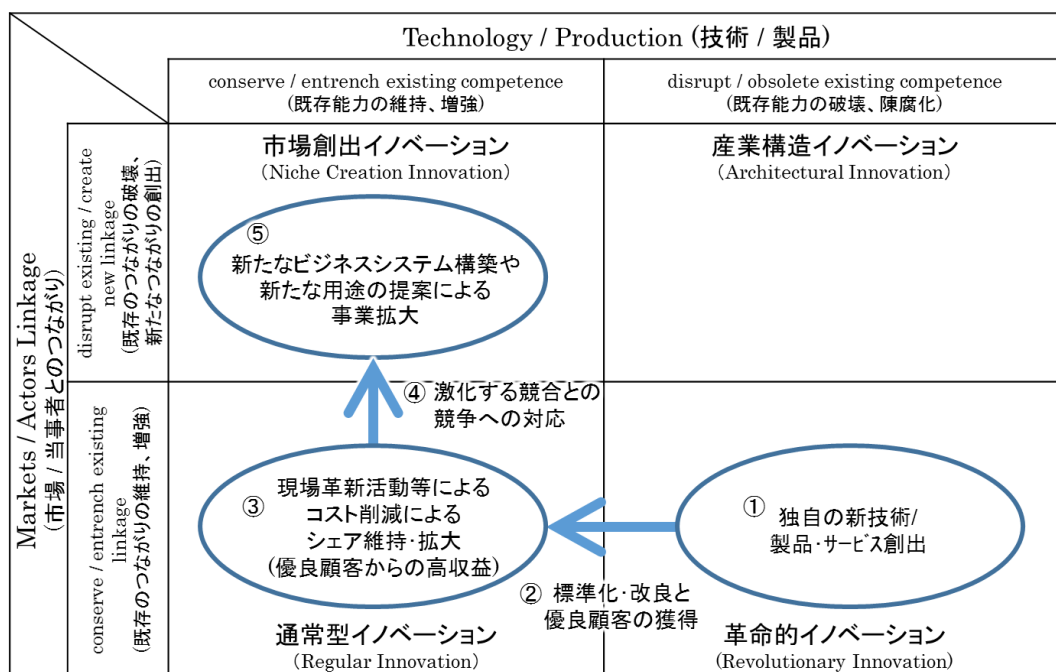 Technology / Production (技術 / 製品)
conserve / entrench existing competence
(既存能力の維持、増強)
disrupt / obsolete existing competence
(既存能力の破壊、陳腐化)
Markets / Actors Linkage
(市場 / 当事者とのつながり)
disrupt existing / create
new linkage
(既存のつながりの破壊、
新たなつながりの創出)
市場創出イノベーション
(Niche Creation Innovation)
⑤
新たなビジネスシステム構築や
新たな用途の提案による
事業拡大
産業構造イノベーション
(Architectural Innovation)
④ 激化する競合との
競争への対応
conserve / entrench existing
linkage
(既存のつながりの維持、増強)
③
現場革新活動等による
コスト削減による
シェア維持・拡大
(優良顧客からの高収益)
通常型イノベーション
(Regular Innovation)
② 標準化・改良と
優良顧客の獲得
①
独自の新技術/
製品・サービス創出
革命的イノベーション
(Revolutionary Innovation)